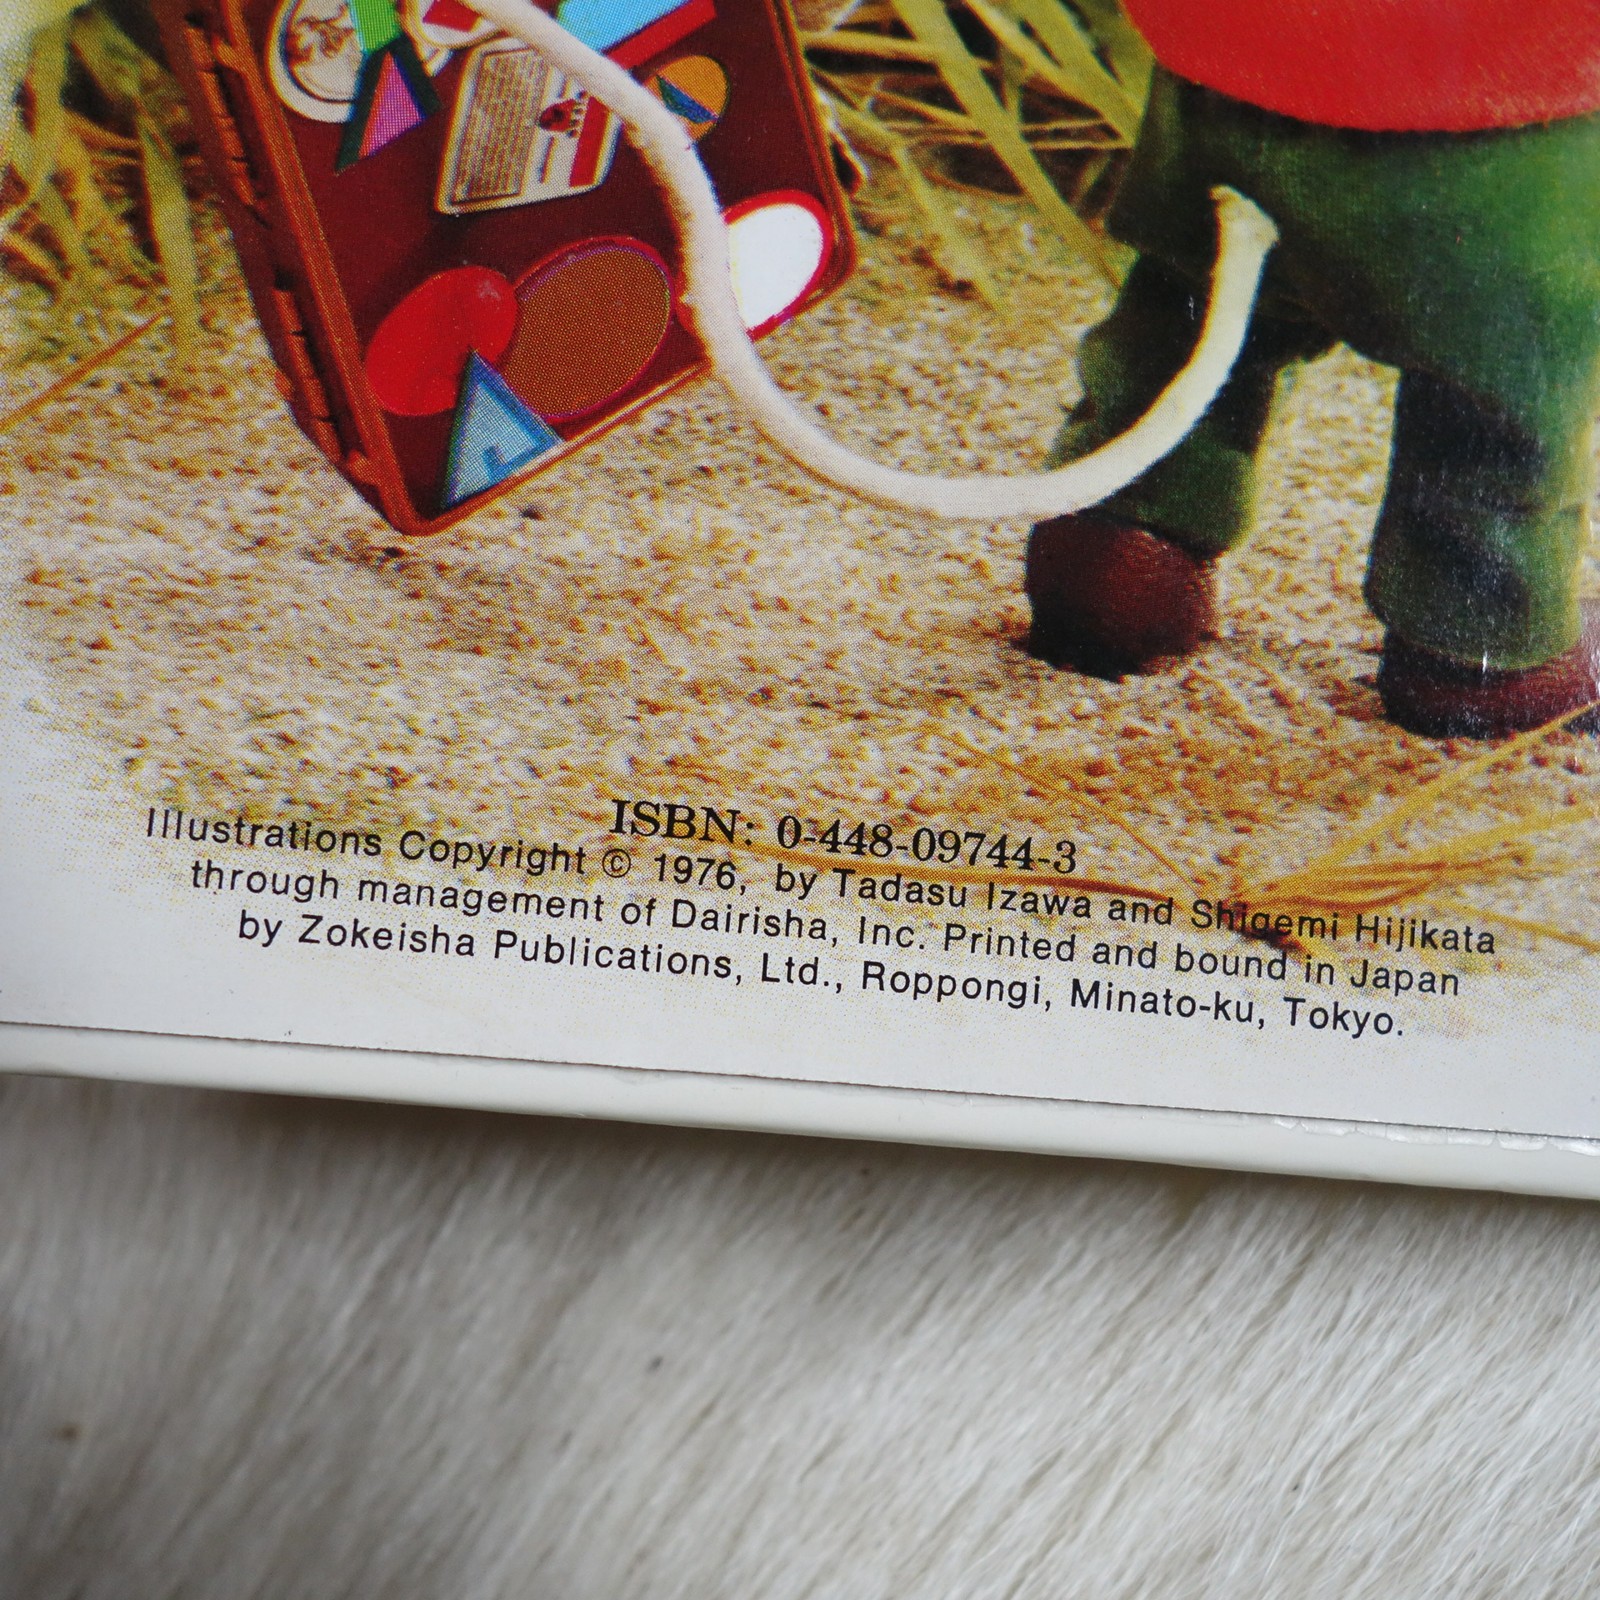 ISBN: 0-448-09744-3
Illustrations Copyright © 1976, by Tadasu Izawa and Shigemi Hijikata
through management of Dairisha, Inc. Printed and bound in Japan
by Zokeisha Publications, Ltd., Roppongi, Minato-ku, Tokyo.